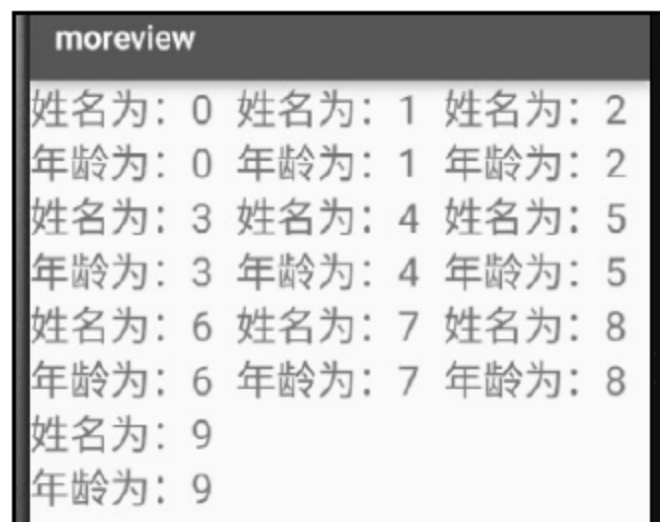 moreview
姓名为：0 姓名为：1 姓名为：2
年龄为：0 年龄为：1 年龄为：2
姓名为：3 姓名为：4 姓名为：5
年龄为：3 年龄为：4 年龄为：5
姓名为：6 姓名为：7 姓名为：8
年龄为：6 年龄为：7 年龄为：8
姓名为：9
年龄为：9